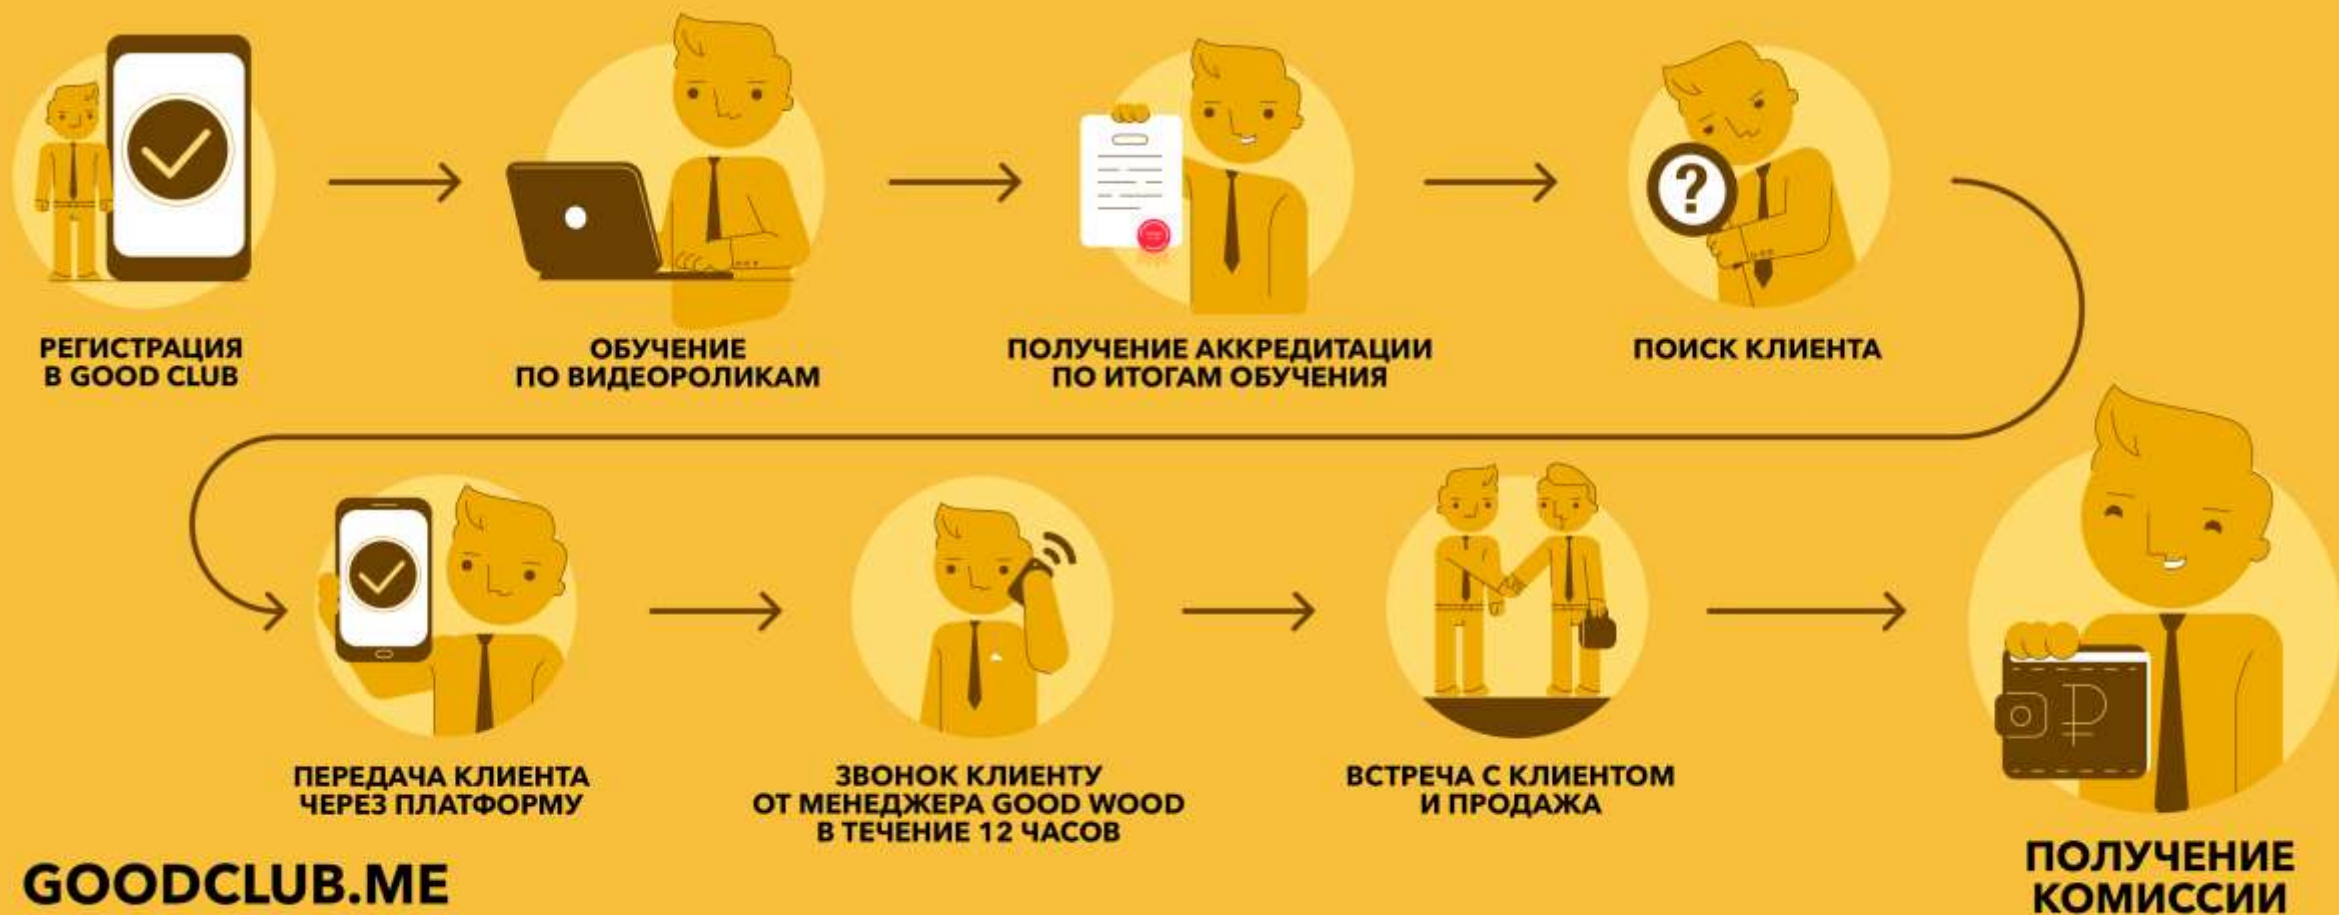 РЕГИСТРАЦИЯ
В GOOD CLUB
ОБУЧЕНИЕ
ПО ВИДЕОРОЛИКАМ
ПОЛУЧЕНИЕ АККРЕДИТАЦИИ
ПО ИТОГАМ ОБУЧЕНИЯ
?
ПОИСК КЛИЕНТА
ПЕРЕДАЧА КЛИЕНТА
ЧЕРЕЗ ПЛАТФОРМУ
ЗВОНОК КЛИЕНТУ
ОТ МЕНЕДЖЕРА GOOD WOOD
В ТЕЧЕНИЕ 12 ЧАСОВ
ВСТРЕЧА С КЛИЕНТОМ
И ПРОДАЖА
₽
ПОЛУЧЕНИЕ
КОМИССИИ
GOODCLUB.ME